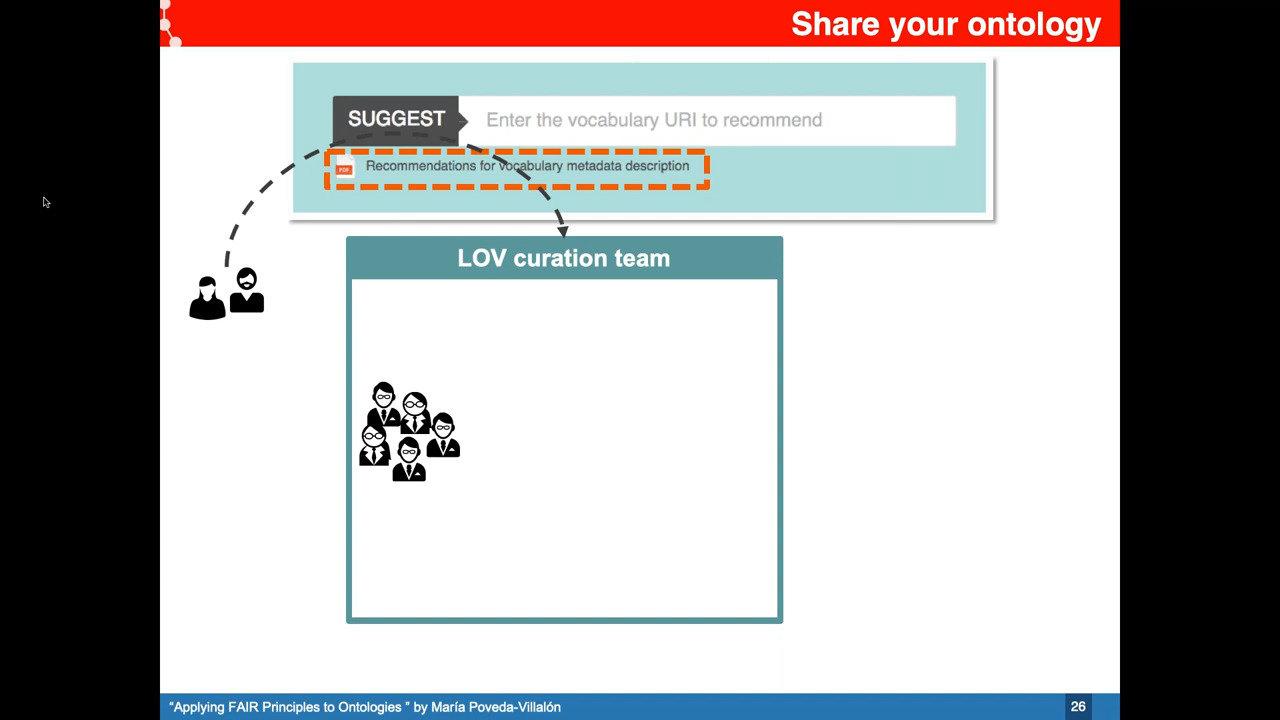 Share your ontology
SUGGEST
Enter the vocabulary URI to recommend
PDF
Recommendations for vocabulary metadata description
LOV curation team
“Applying FAIR Principles to Ontologies ” by María Poveda-Villalón
26